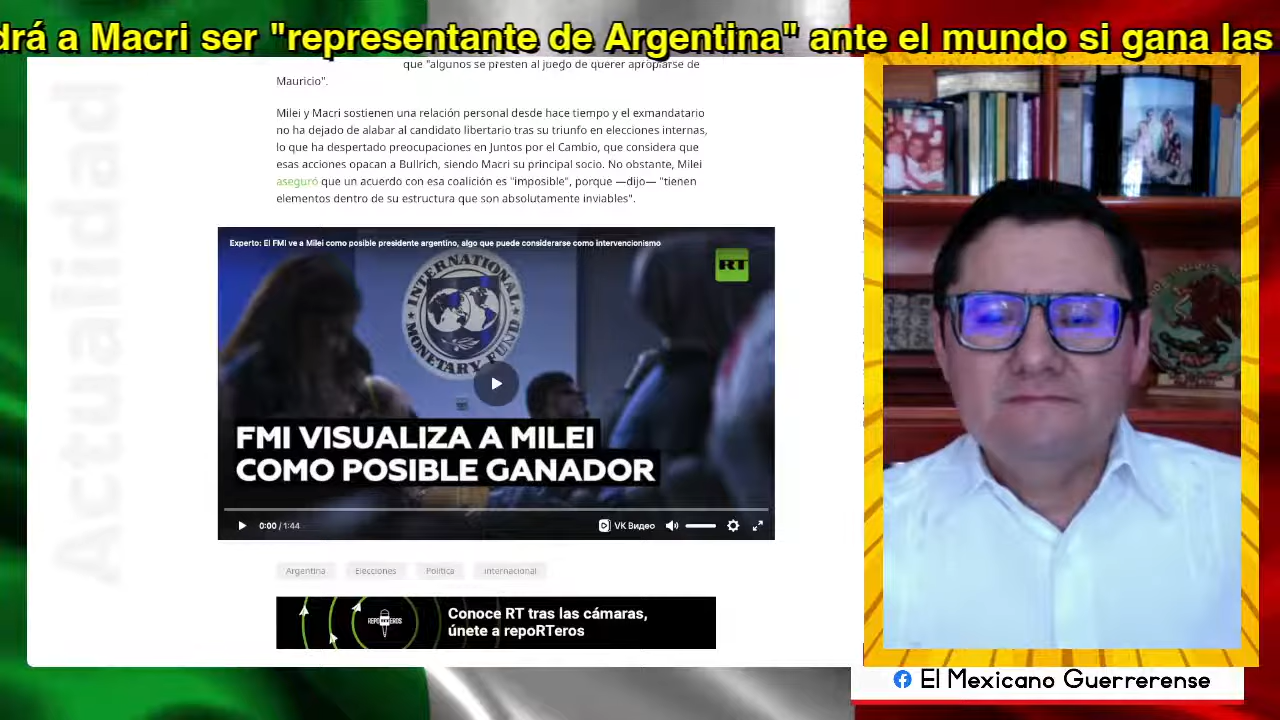 drá a Macri ser "representante de Argentina" ante el mundo si gana las
que "algunos se presten al juego de querer apropiarse de
Mauricio".
Milei y Macri sostienen una relación personal desde hace tiempo y el exmandatario
no ha dejado de alabar al candidato libertario tras su triunfo en elecciones internas,
lo que ha despertado preocupaciones en Juntos por el Cambio, que considera que
esas acciones opacan a Bullrich, siendo Macri su principal socio. No obstante, Milei
aseguró que un acuerdo con esa coalición es "imposible", porque —dijo— "tienen
elementos dentro de su estructura que son absolutamente inviables".
Actualidad
Experto: El FMI ve a Milei como posible presidente argentino, algo que puede considerarse como intervencionismo
RT
INTERNATIONAL
MONETARY FUND
FMI VISUALIZA A MILEI
COMO POSIBLE GANADOR
0:00 / 1:44
VK Видео
Argentina Elecciones Política internacional
Conoce RT tras las cámaras,
únete a repoRTeros
El Mexicano Guerrerense